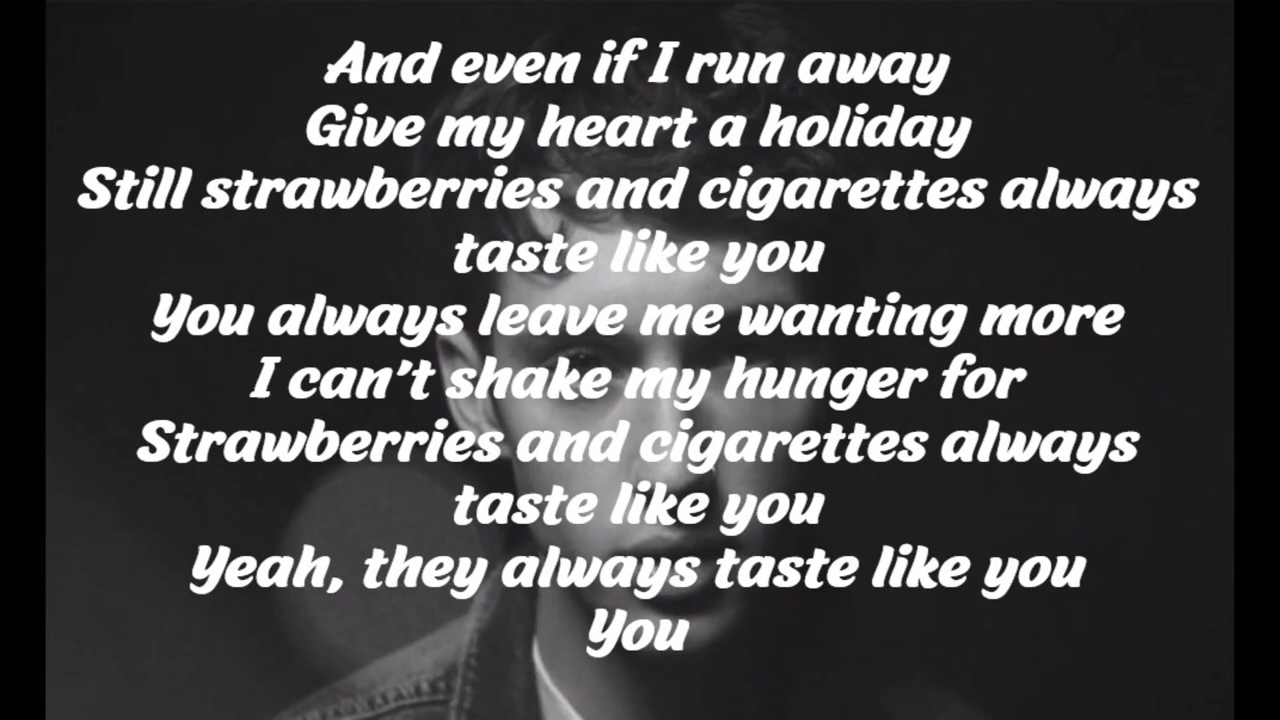 And even if I run away
Give my heart a holiday
Still strawberries and cigarettes always
taste like you
You always leave me wanting more
I can't shake my hunger for
Strawberries and cigarettes always
taste like you
Yeah, they always taste like you
You